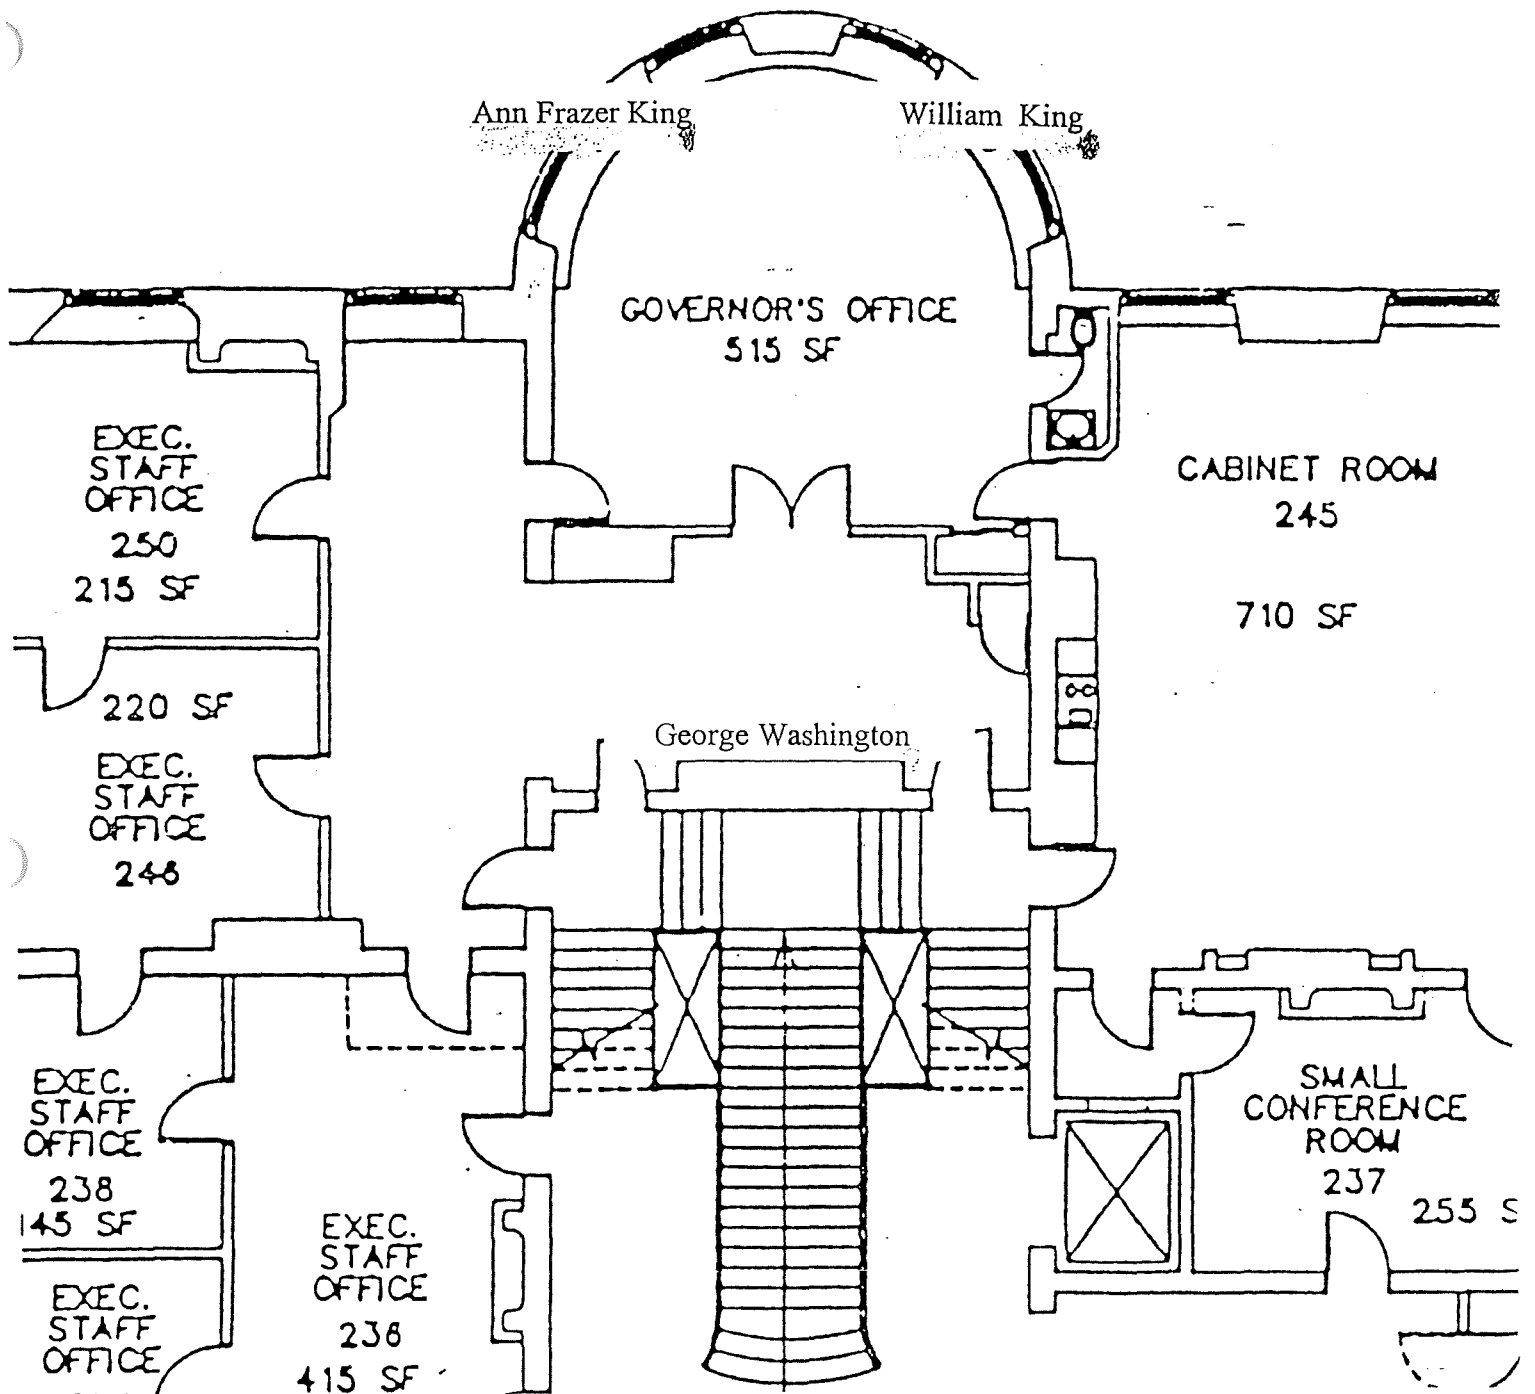 Ann Frazer King
William King
GOVERNOR'S OFFICE
515 SF
EXEC.
STAFF
OFFICE
250
215 SF
CABINET ROOM
245
710 SF
220 SF
EXEC.
STAFF
OFFICE
248
George Washington
EXEC.
STAFF
OFFICE
238
145 SF
SMALL
CONFERENCE
ROOM
237
255 S
EXEC.
STAFF
OFFICE
236
415 SF
EXEC.
STAFF
OFFICE